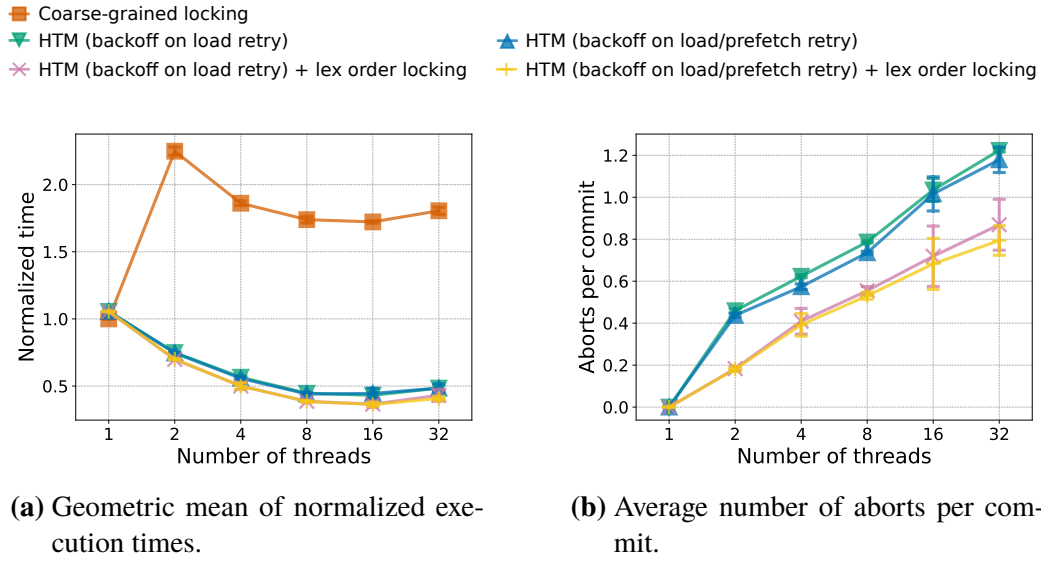 Coarse-grained locking
HTM (backoff on load retry)
HTM (backoff on load/prefetch retry)
HTM (backoff on load retry) + lex order locking
HTM (backoff on load/prefetch retry) + lex order locking
Normalized time
2.0
1.5
1.0
0.5
1 2 4 8 16 32
Number of threads
Aborts per commit
1.2
1.0
0.8
0.6
0.4
0.2
0.0
1 2 4 8 16 32
Number of threads
(a) Geometric mean of normalized exe-
cution times.
(b) Average number of aborts per com-
mit.